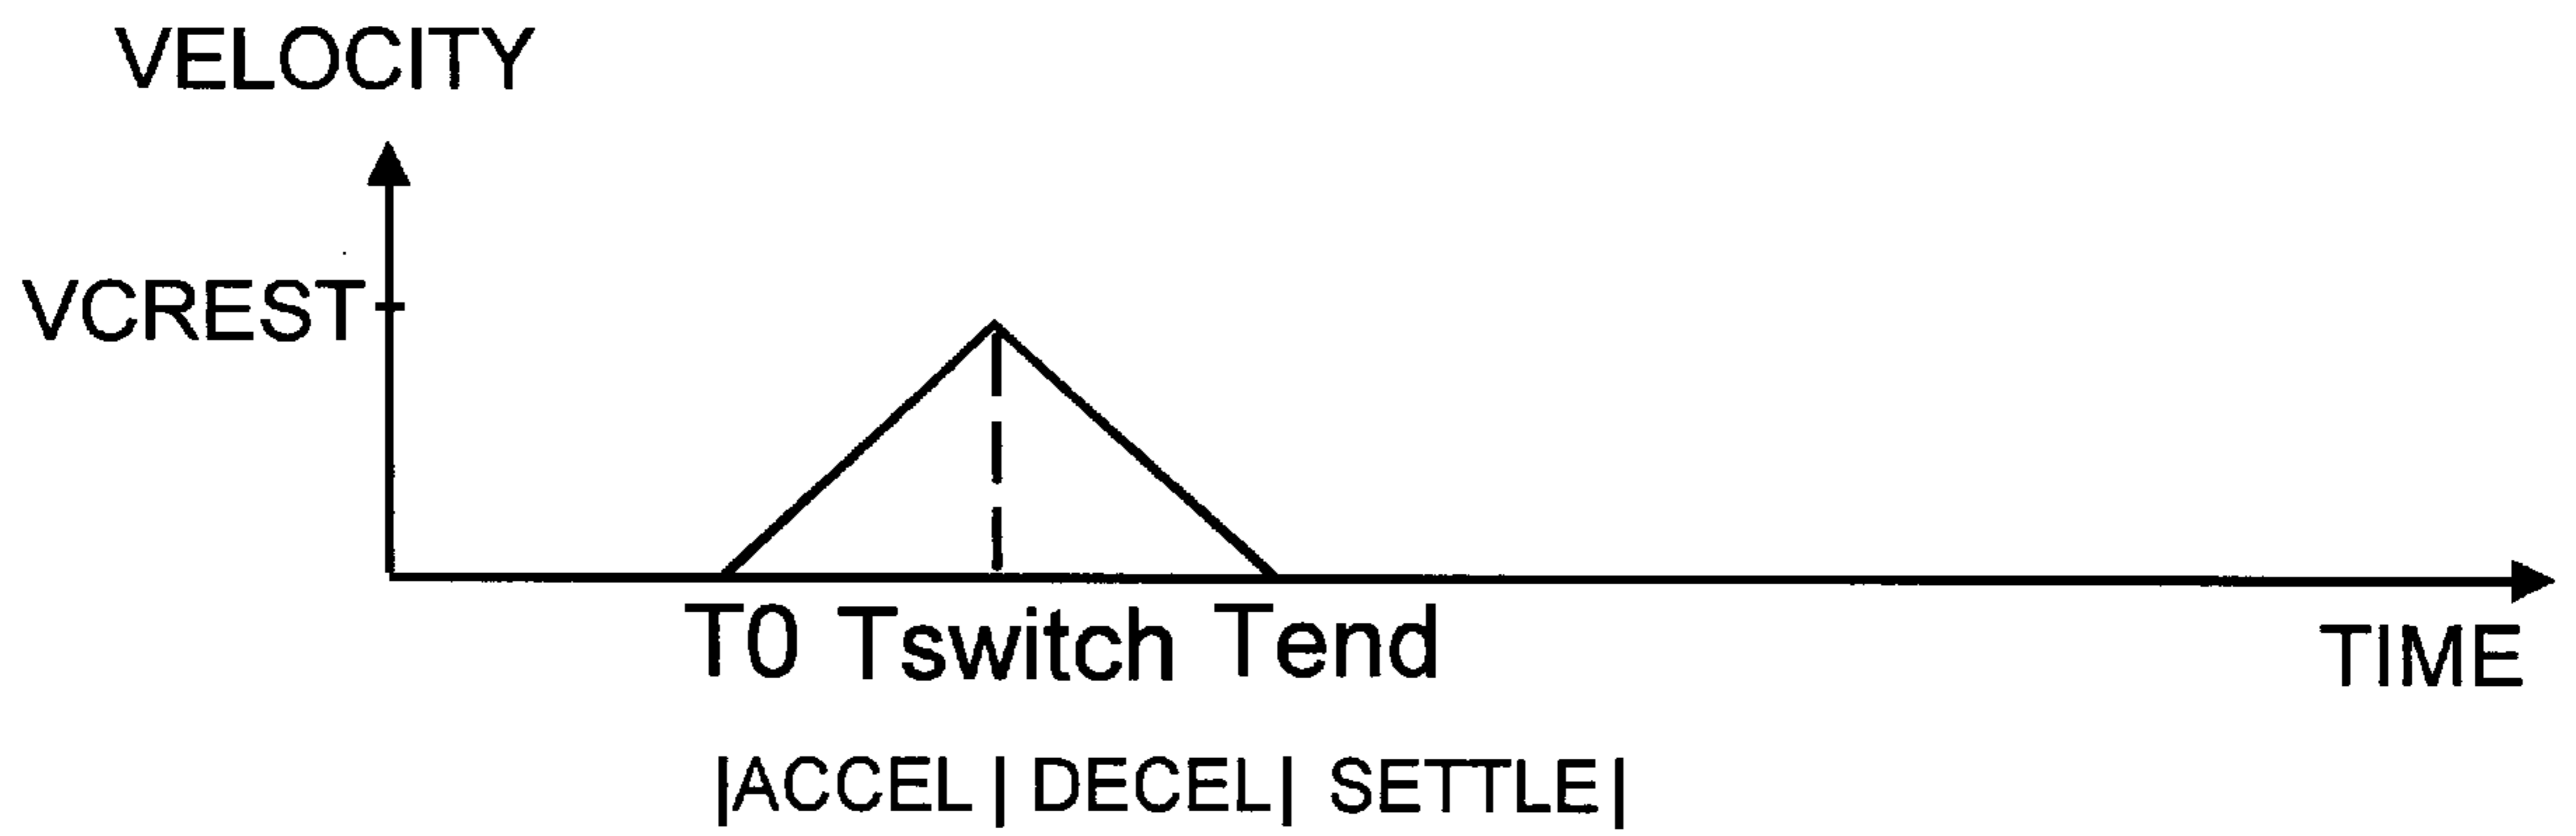 VELOCITY
VCREST
T0 Tswitch Tend
TIME
|ACCEL | DECEL| SETTLE|